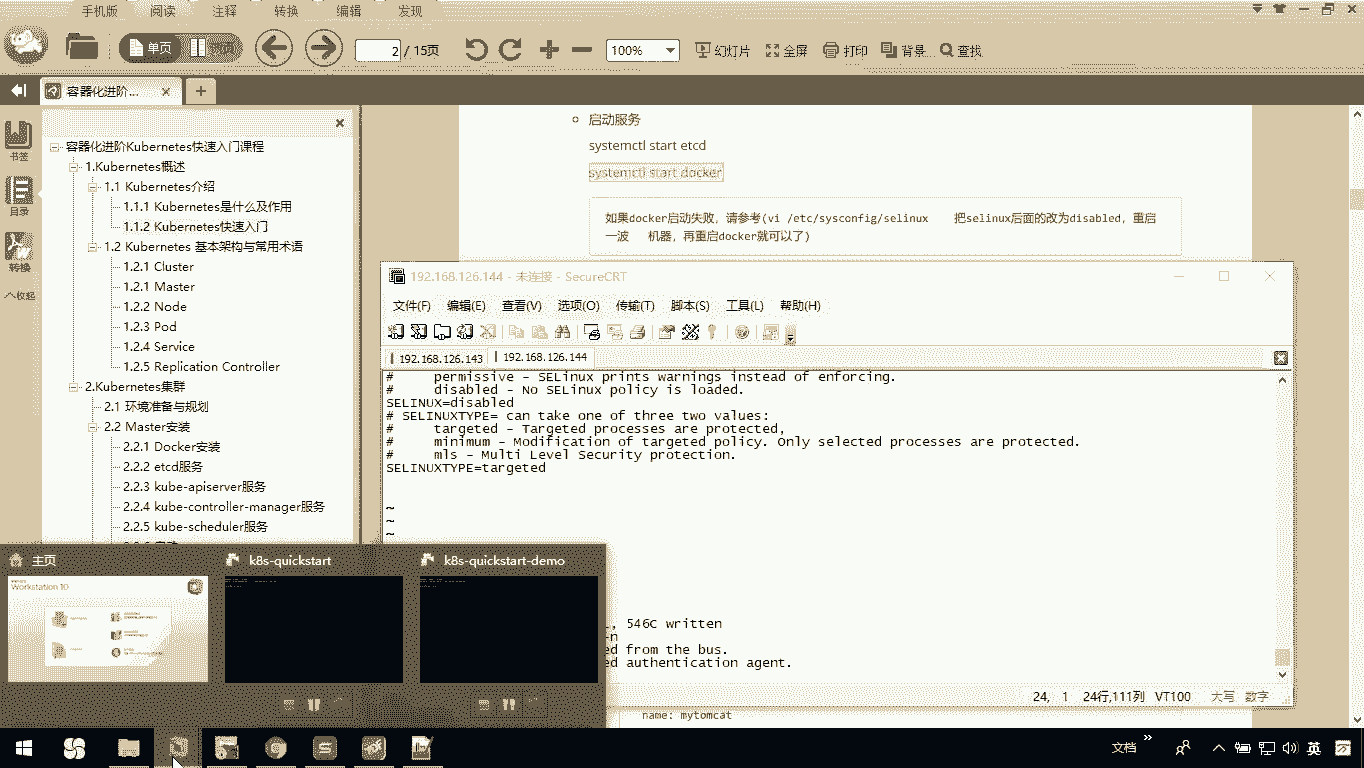 手机版 阅读 注释 转换 编辑 发现
单页
2 / 15页
100%
幻灯片 全屏 打印 背景... 查找
容器化进阶...
书签
目录
转换
收起
容器化进阶Kubernetes快速入门课程
1.Kubernetes概述
1.1 Kubernetes介绍
1.1.1 Kubernetes是什么及作用
1.1.2 Kubernetes快速入门
1.2 Kubernetes 基本架构与常用术语
1.2.1 Cluster
1.2.1 Master
1.2.2 Node
1.2.3 Pod
1.2.4 Service
1.2.5 Replication Controller
2.Kubernetes集群
2.1 环境准备与规划
2.2 Master安装
2.2.1 Docker安装
2.2.2 etcd服务
2.2.3 kube-apiserver服务
2.2.4 kube-controller-manager服务
2.2.5 kube-scheduler服务
启动服务
systemctl start etcd
systemctl start docker
如果docker启动失败，请参考(vi /etc/sysconfig/selinux 把selinux后面的改为disabled，重启
一波 机器，再重启docker就可以了)
192.168.126.144 - 未连接 - SecureCRT
文件(F) 编辑(E) 查看(V) 选项(O) 传输(T) 脚本(S) 工具(L) 帮助(H)
192.168.126.143 192.168.126.144
# permissive - SELinux prints warnings instead of enforcing.
# disabled - No SELinux policy is loaded.
SELINUX=disabled
# SELINUXTYPE= can take one of three two values:
# targeted - Targeted processes are protected,
# minimum - Modification of targeted policy. Only selected processes are protected.
# mls - Multi Level Security protection.
SELINUXTYPE=targeted
~
~
~
, 546C written
-n
ed from the bus.
ed authentication agent.
24, 1 24行,111列 VT100 大写 数字
主页 k8s-quickstart k8s-quickstart-demo
Workstation 10
name: mytomcat
文档 英